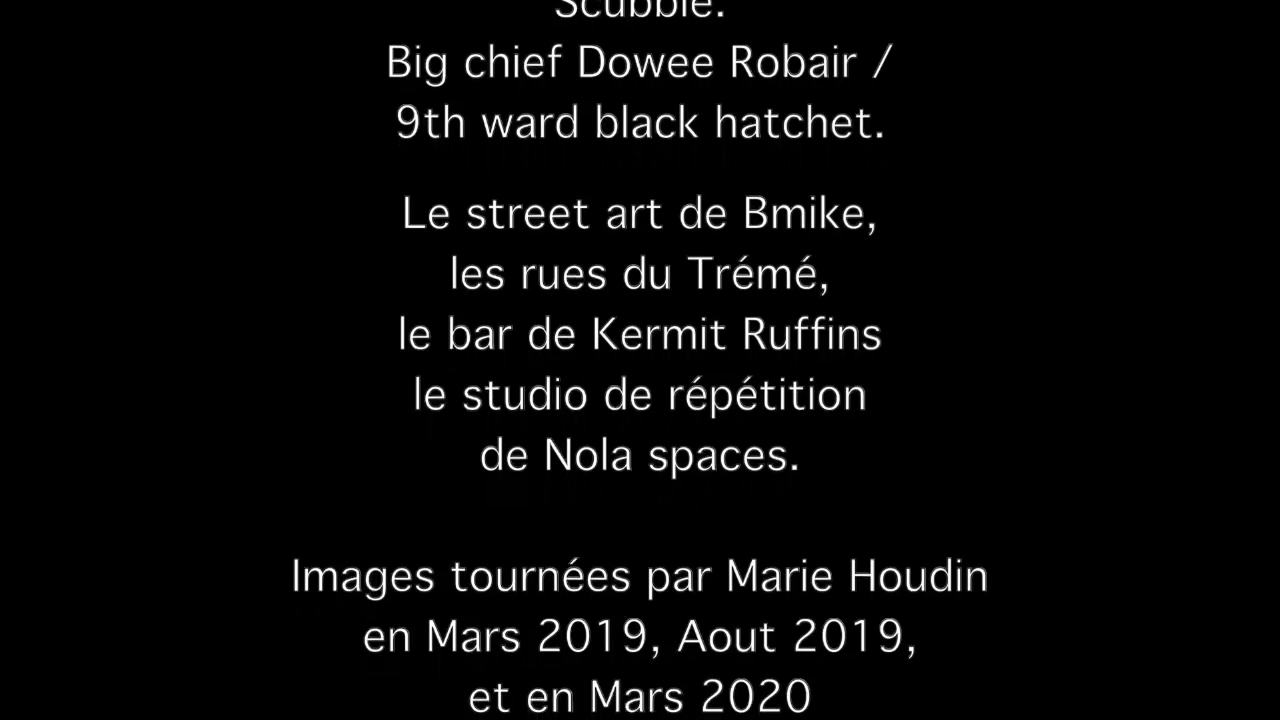 Scubble.
Big chief Dowee Robair /
9th ward black hatchet.
Le street art de Bmike,
les rues du Trémé,
le bar de Kermit Ruffins
le studio de répétition
de Nola spaces.
Images tournées par Marie Houdin
en Mars 2019, Aout 2019,
et en Mars 2020